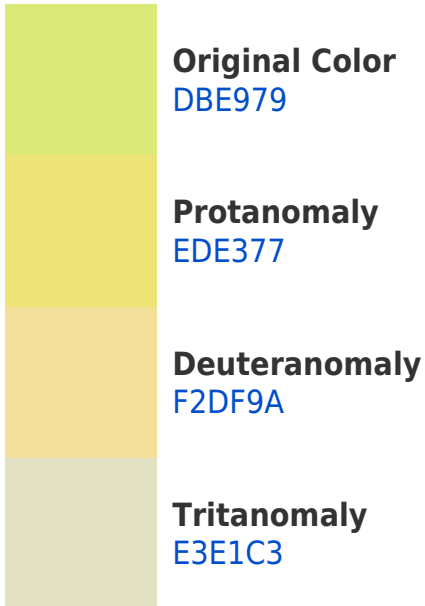 Original Color
DBE979
Protanomaly
EDE377
Deuteranomaly
F2DF9A
Tritanomaly
E3E1C3